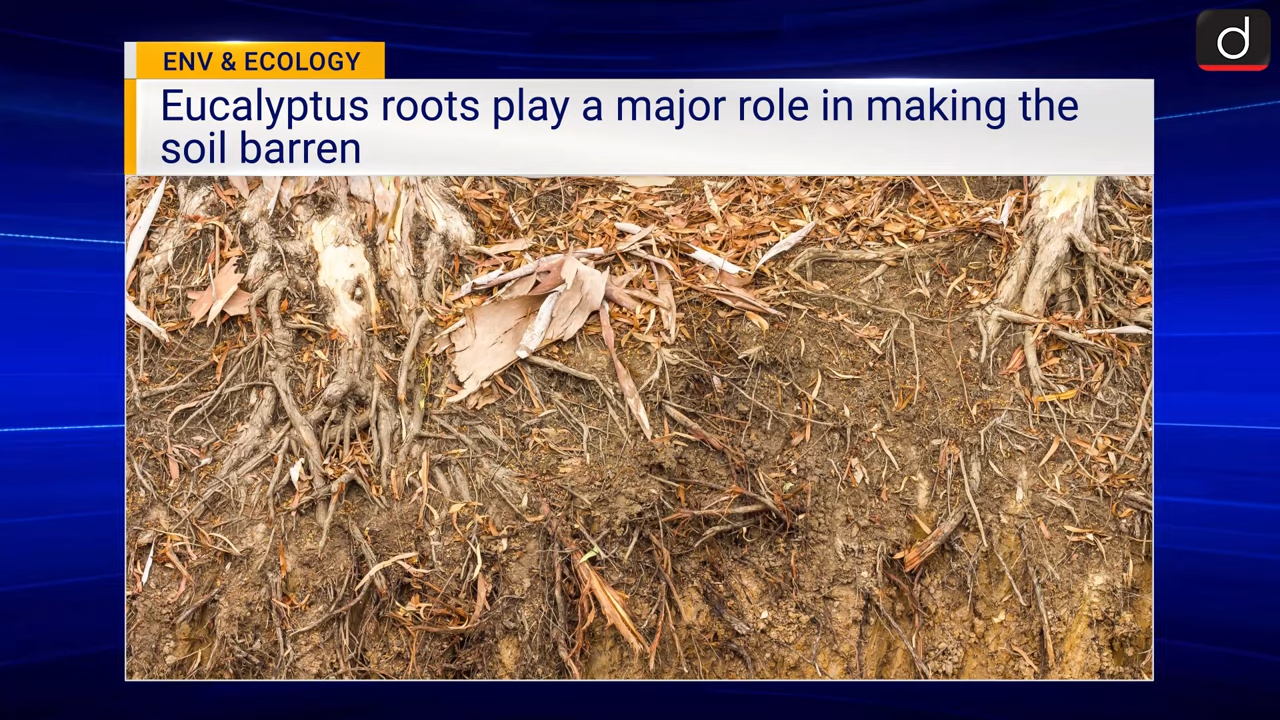 ENV & ECOLOGY
Eucalyptus roots play a major role in making the
soil barren
d